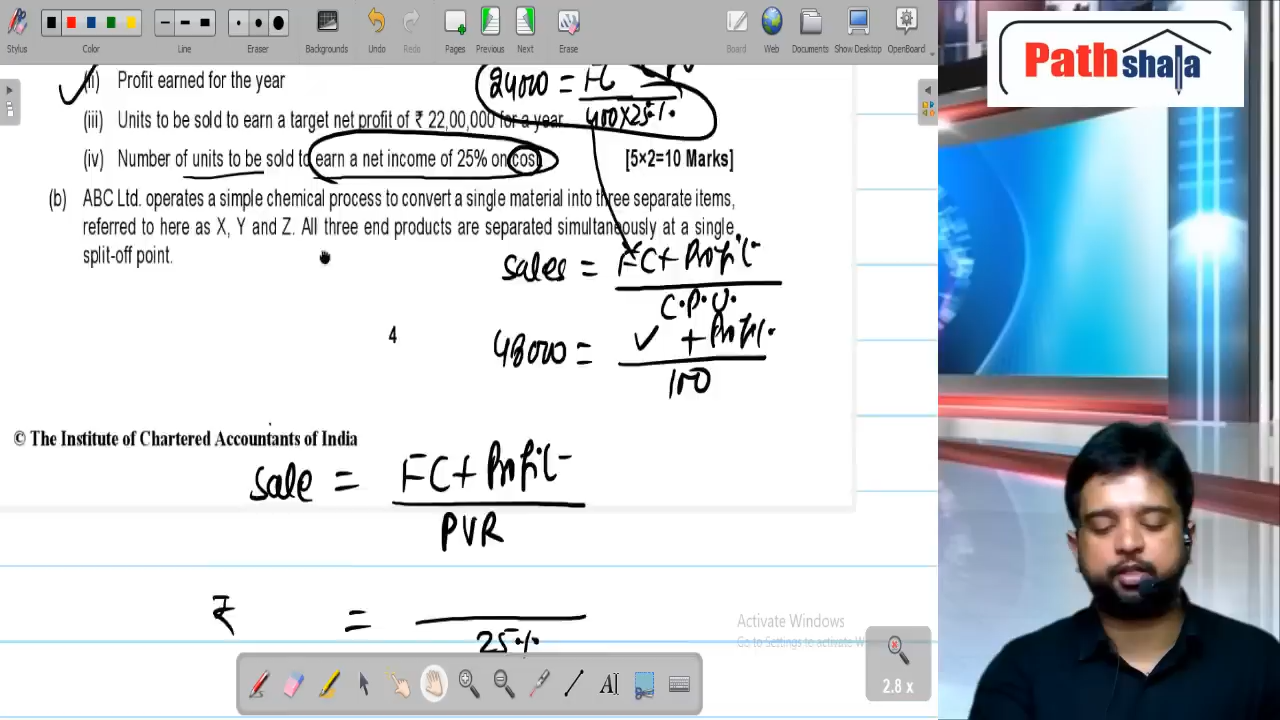 Stylus Color Line Eraser Backgrounds Undo Redo Pages Previous Next Erase Board Web Documents Show Desktop OpenBoard
Path shala
(ii) Profit earned for the year
24000 = FC
400×25%
(iii) Units to be sold to earn a target net profit of ₹ 22,00,000 for a year.
(iv) Number of units to be sold to earn a net income of 25% on cost. [5×2=10 Marks]
(b) ABC Ltd. operates a simple chemical process to convert a single material into three separate items,
referred to here as X, Y and Z. All three end products are separated simultaneously at a single
split-off point.
sales = FC + Profit
C.P.U.
48000 = ✓ + Profit
100
4
© The Institute of Chartered Accountants of India
sale = FC + Profit
PVR
₹ =
25%
Activate Windows
Go to Settings to activate W
2.8 x